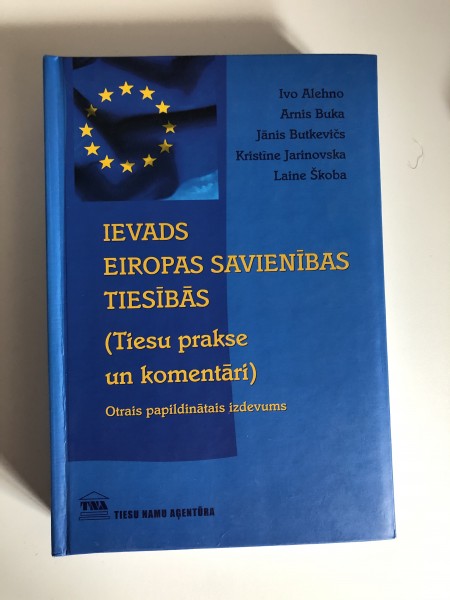 Ivo Alehno
Arnis Buka
Jānis Butkevičs
Kristīne Jarinovska
Laine Škoba
IEVADS
EIROPAS SAVIENĪBAS
TIESĪBĀS
(Tiesu prakse
un komentāri)
Otrais papildinātais izdevums
TNA TIESU NAMU AĢENTŪRA